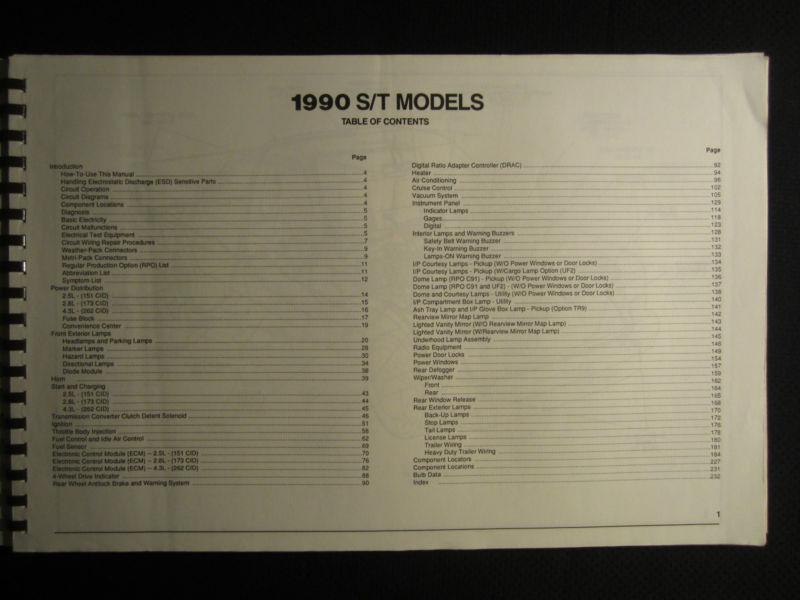 1990 S/T MODELS
TABLE OF CONTENTS
Page
Introduction
How-To-Use This Manual 4
Handling Electrostatic Discharge (ESD) Sensitive Parts 4
Circuit Operation 4
Circuit Diagrams 4
Component Locations 4
Diagnosis 5
Basic Electricity 5
Circuit Malfunctions 5
Electrical Test Equipment 5
Circuit Wiring Repair Procedures 7
Weather-Pack Connectors 9
Metri-Pack Connectors 9
Regular Production Option (RPO) List 11
Abbreviation List 11
Symptom List 12
Power Distribution
2.5L - (151 CID) 14
2.8L - (173 CID) 15
4.3L - (262 CID) 16
Fuse Block 17
Convenience Center 19
Front Exterior Lamps
Headlamps and Parking Lamps 20
Marker Lamps 28
Hazard Lamps 30
Directional Lamps 34
Diode Module 38
Horn 39
Start and Charging
2.5L - (151 CID) 43
2.8L - (173 CID) 44
4.3L - (262 CID) 45
Transmission Converter Clutch Detent Solenoid 46
Ignition 51
Throttle Body Injection 58
Fuel Control and Idle Air Control 62
Fuel Sensor 69
Electronic Control Module (ECM) – 2.5L - (151 CID) 70
Electronic Control Module (ECM) – 2.8L - (173 CID) 76
Electronic Control Module (ECM) – 4.3L - (262 CID) 82
4-Wheel Drive Indicator 88
Rear Wheel Antilock Brake and Warning System 90
Page
Digital Ratio Adapter Controller (DRAC) 92
Heater 94
Air Conditioning 96
Cruise Control 102
Vacuum System 105
Instrument Panel 129
Indicator Lamps 114
Gages 118
Digital 123
Interior Lamps and Warning Buzzers 128
Safety Belt Warning Buzzer 131
Key-In Warning Buzzer 132
Lamps-ON Warning Buzzer 133
I/P Courtesy Lamps - Pickup (W/O Power Windows or Door Locks) 134
I/P Courtesy Lamps - Pickup (W/Cargo Lamp Option (UF2) 135
Dome Lamp (RPO C91) - Pickup (W/O Power Windows or Door Locks) 136
Dome Lamp (RPO C91 and UF2) - (W/O Power Windows or Door Locks) 137
Dome and Courtesy Lamps - Utility (W/O Power Windows or Door Locks) 138
I/P Compartment Box Lamp - Utility 140
Ash Tray Lamp and I/P Glove Box Lamp - Pickup (Option TR9) 141
Rearview Mirror Map Lamp 142
Lighted Vanity Mirror (W/O Rearview Mirror Map Lamp) 143
Lighted Vanity Mirror (W/Rearview Mirror Map Lamp) 144
Underhood Lamp Assembly 145
Radio Equipment 146
Power Door Locks 149
Power Windows 154
Rear Defogger 157
Wiper/Washer 159
Front 162
Rear 164
Rear Window Release 165
Rear Exterior Lamps 168
Back-Up Lamps 170
Stop Lamps 172
Tail Lamps 176
License Lamps 178
Trailer Wiring 180
Heavy Duty Trailer Wiring 181
Component Locators 184
Component Locations 227
Bulb Data 231
Index 232
1